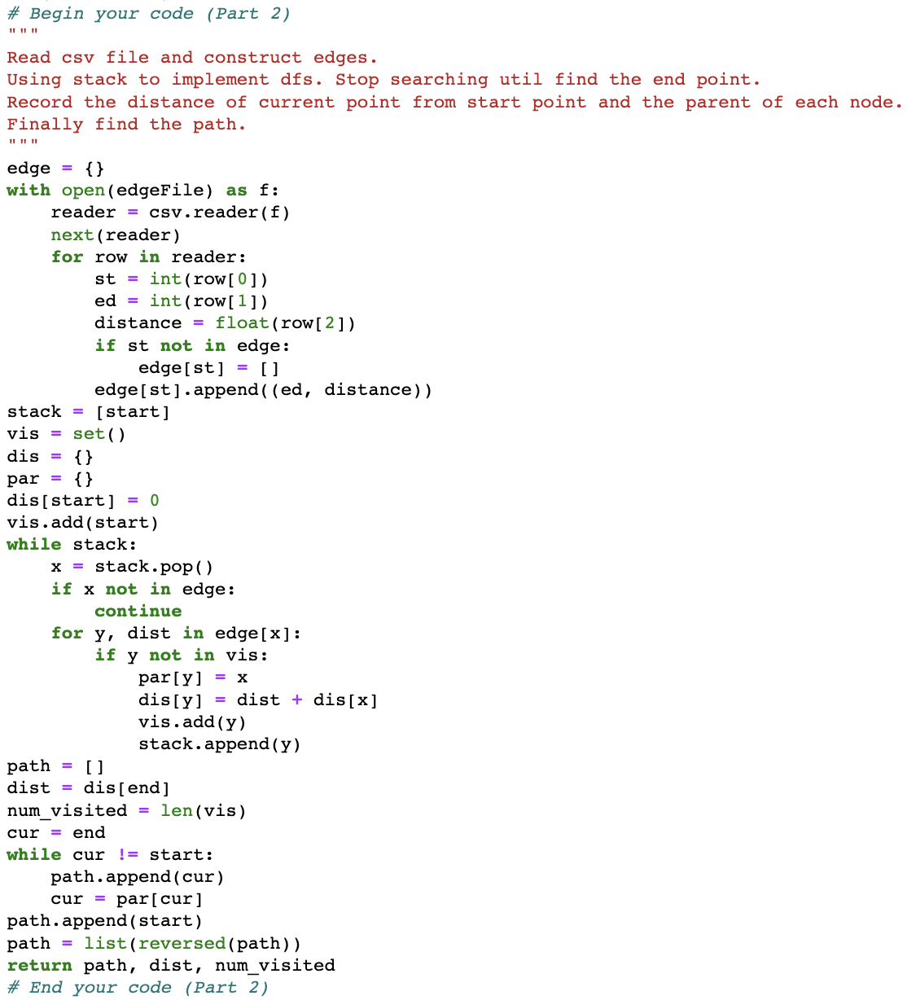 # Begin your code (Part 2)
"""
Read csv file and construct edges.
Using stack to implement dfs. Stop searching util find the end point.
Record the distance of current point from start point and the parent of each node.
Finally find the path.
"""
edge = {}
with open(edgeFile) as f:
    reader = csv.reader(f)
    next(reader)
    for row in reader:
        st = int(row[0])
        ed = int(row[1])
        distance = float(row[2])
        if st not in edge:
            edge[st] = []
        edge[st].append((ed, distance))
stack = [start]
vis = set()
dis = {}
par = {}
dis[start] = 0
vis.add(start)
while stack:
    x = stack.pop()
    if x not in edge:
        continue
    for y, dist in edge[x]:
        if y not in vis:
            par[y] = x
            dis[y] = dist + dis[x]
            vis.add(y)
            stack.append(y)
path = []
dist = dis[end]
num_visited = len(vis)
cur = end
while cur != start:
    path.append(cur)
    cur = par[cur]
path.append(start)
path = list(reversed(path))
return path, dist, num_visited
# End your code (Part 2)